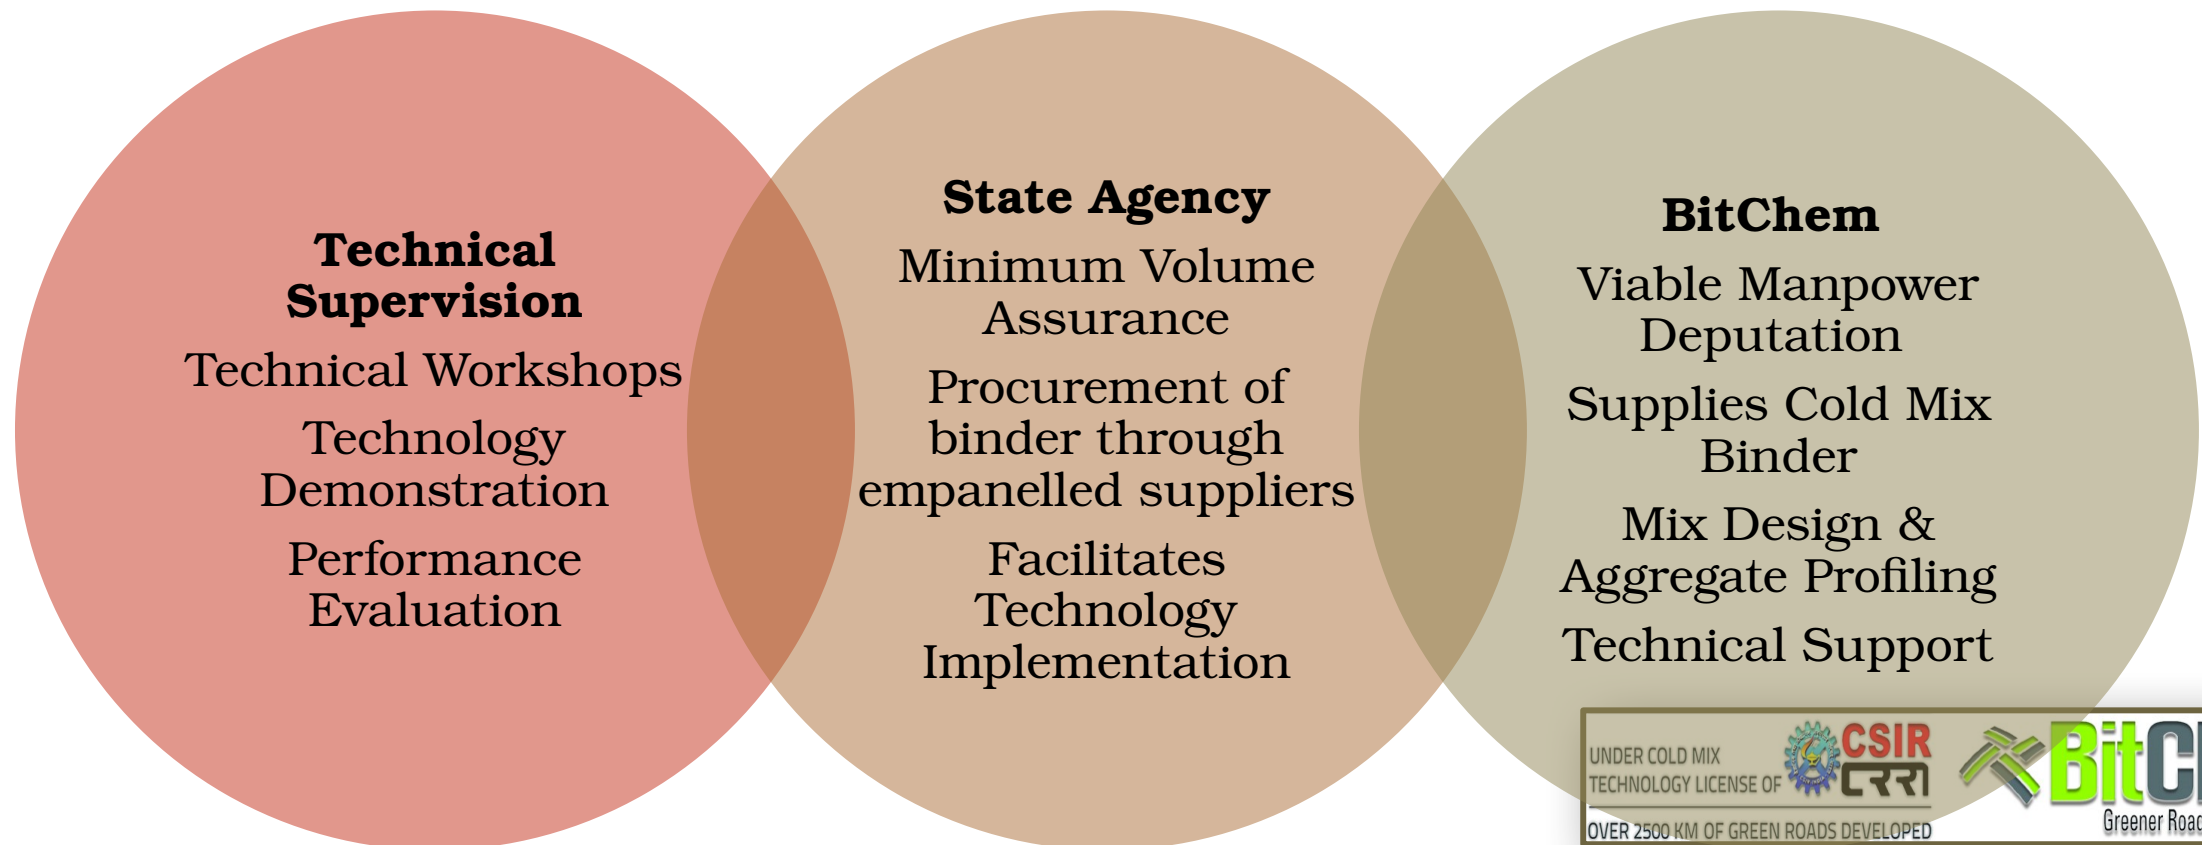 Technical
Supervision
Technical Workshops
Technology
Demonstration
Performance
Evaluation
State Agency
Minimum Volume
Assurance
Procurement of
binder through
empanelled suppliers
Facilitates
Technology
Implementation
BitChem
Viable Manpower
Deputation
Supplies Cold Mix
Binder
Mix Design &
Aggregate Profiling
Technical Support
UNDER COLD MIX
TECHNOLOGY LICENSE OF
CSIR
OVER 2500 KM OF GREEN ROADS DEVELOPED
Greener